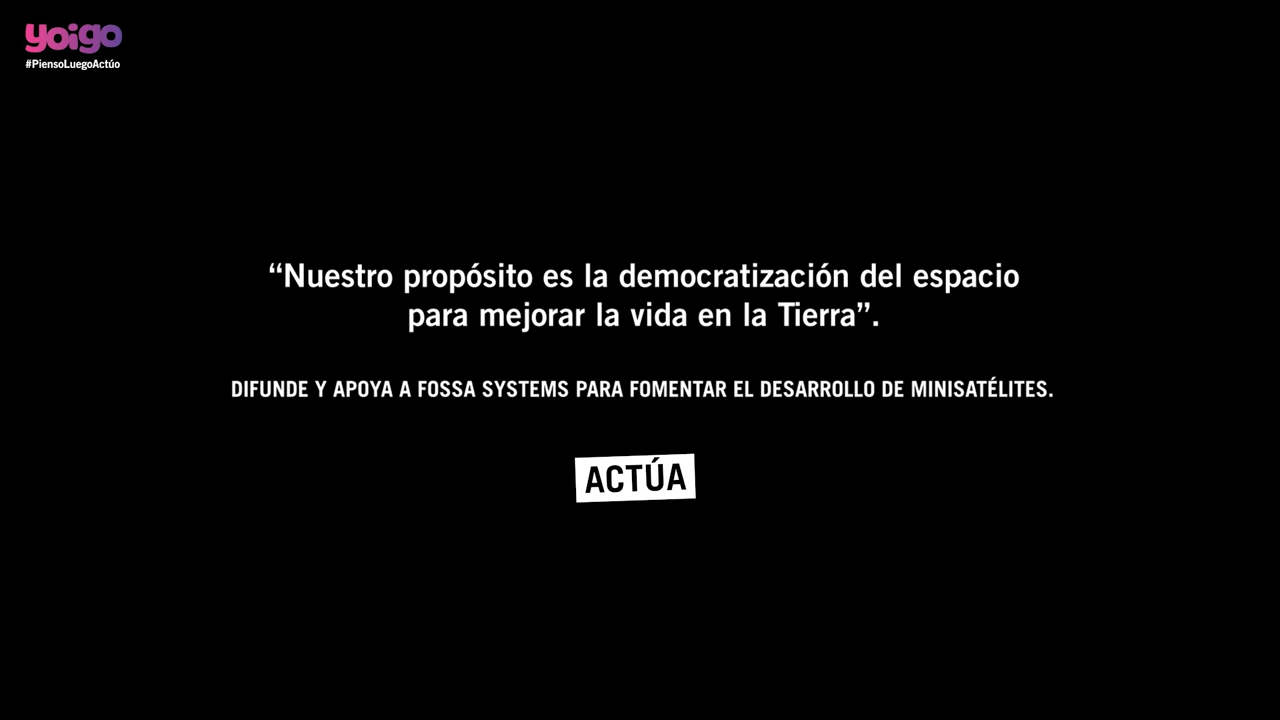 yoigo
#PiensoLuegoActúo
“Nuestro propósito es la democratización del espacio
para mejorar la vida en la Tierra”.
DIFUNDE Y APOYA A FOSSA SYSTEMS PARA FOMENTAR EL DESARROLLO DE MINISATÉLITES.
ACTÚA